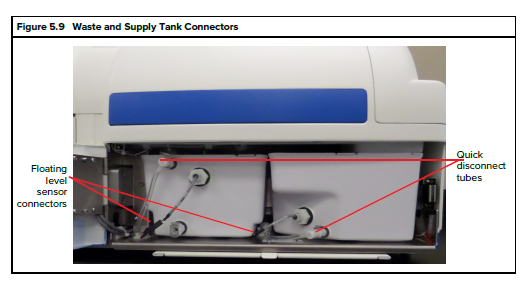 Figure 5.9 Waste and Supply Tank Connectors
Floating
level
sensor
connectors
Quick
disconnect
tubes